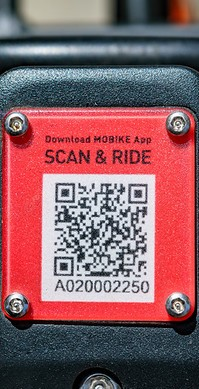 Download MOBIKE App
SCAN & RIDE
A020002250